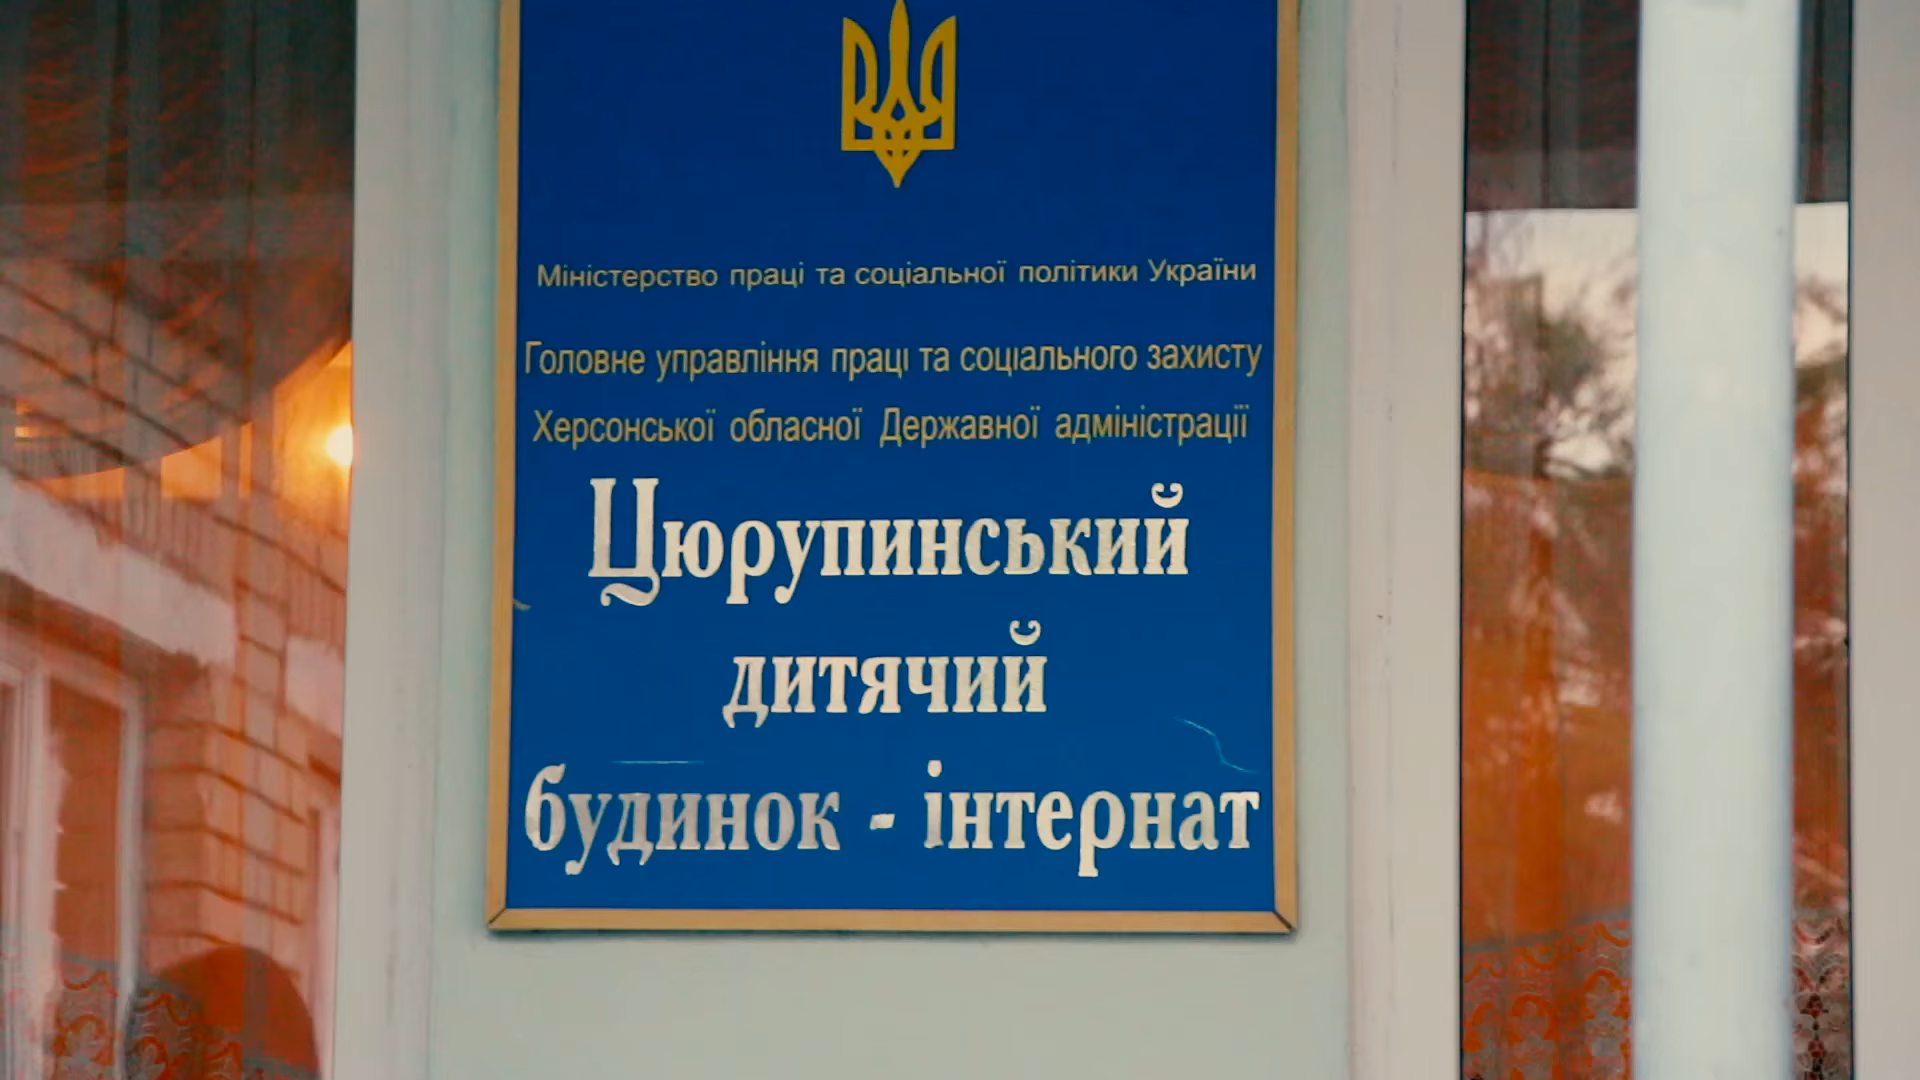 Міністерство праці та соціальної політики України
Головне управління праці та соціального захисту
Херсонської обласної Державної адміністрації
Цюрупинський
дитячий
будинок - інтернат